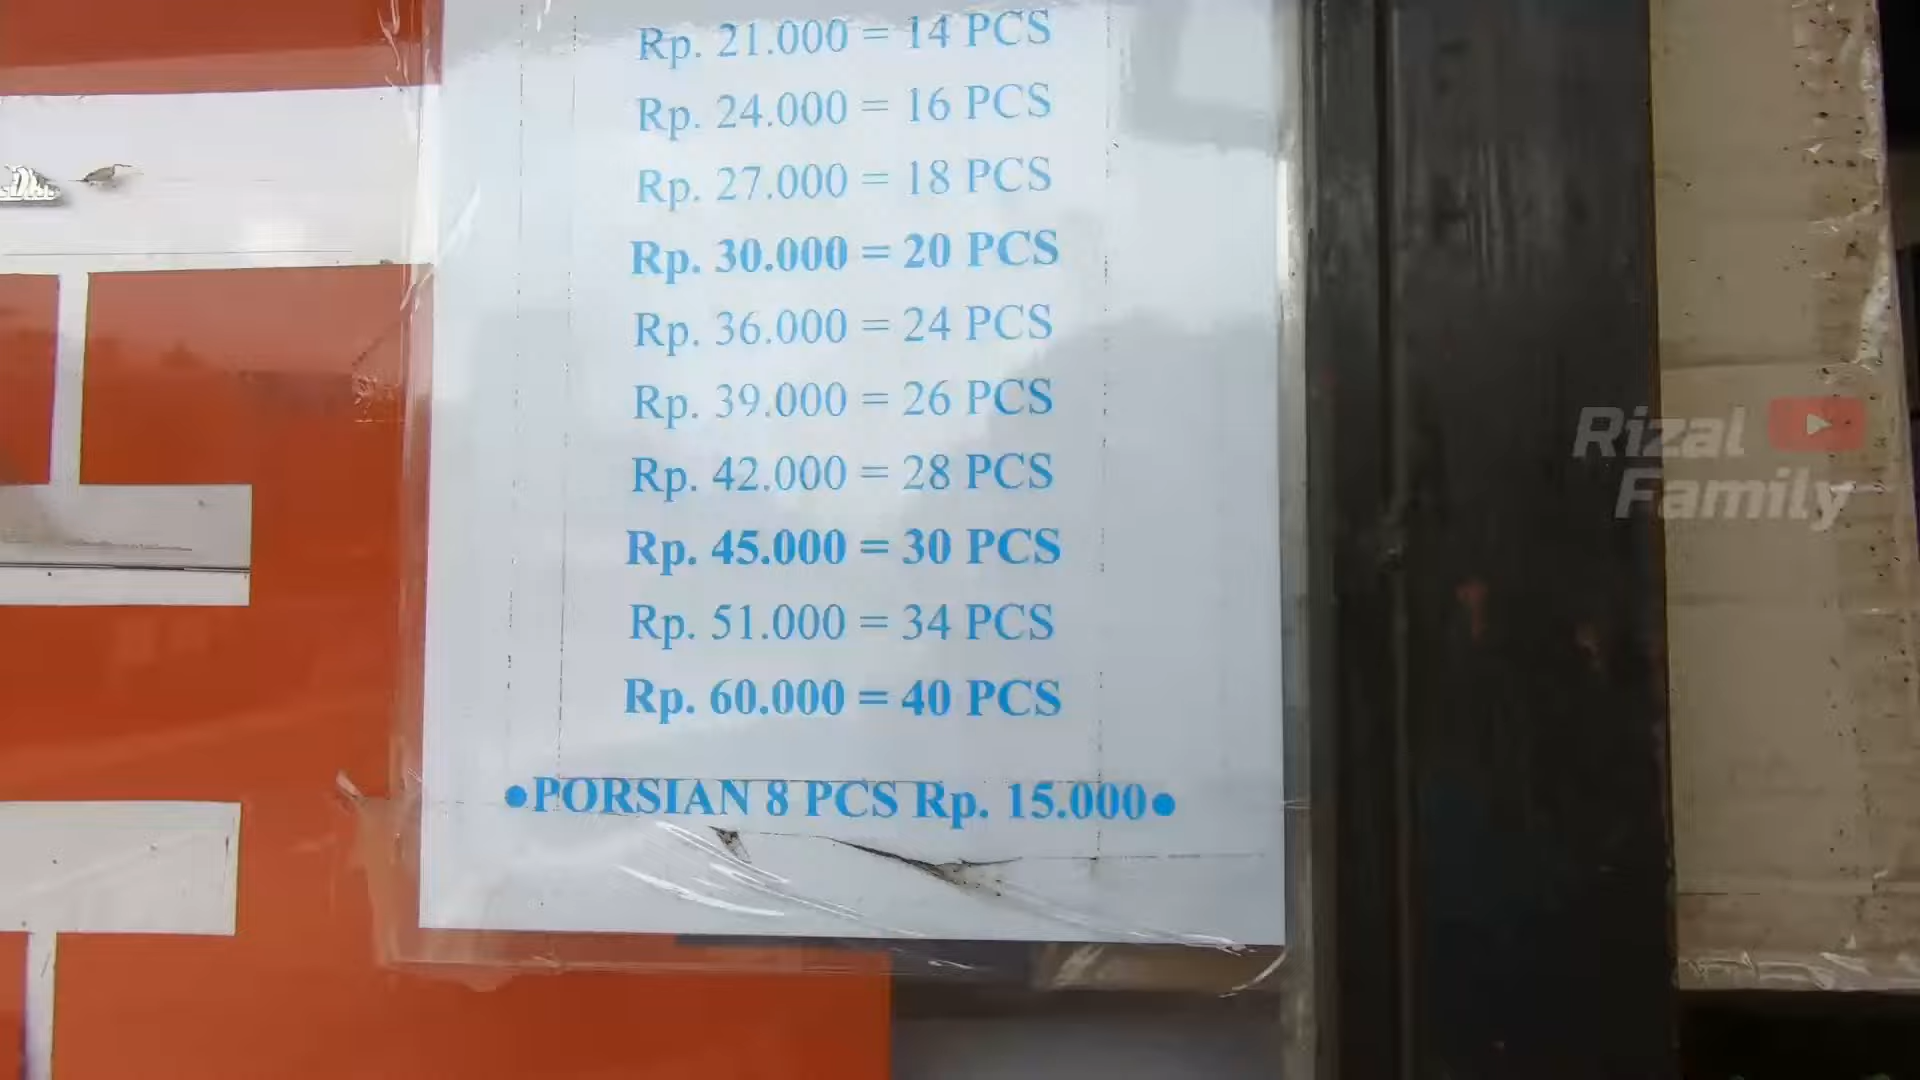 Rp. 21.000 = 14 PCS
Rp. 24.000 = 16 PCS
Rp. 27.000 = 18 PCS
Rp. 30.000 = 20 PCS
Rp. 36.000 = 24 PCS
Rp. 39.000 = 26 PCS
Rp. 42.000 = 28 PCS
Rp. 45.000 = 30 PCS
Rp. 51.000 = 34 PCS
Rp. 60.000 = 40 PCS
•PORSIAN 8 PCS Rp. 15.000•
Rizal
Family